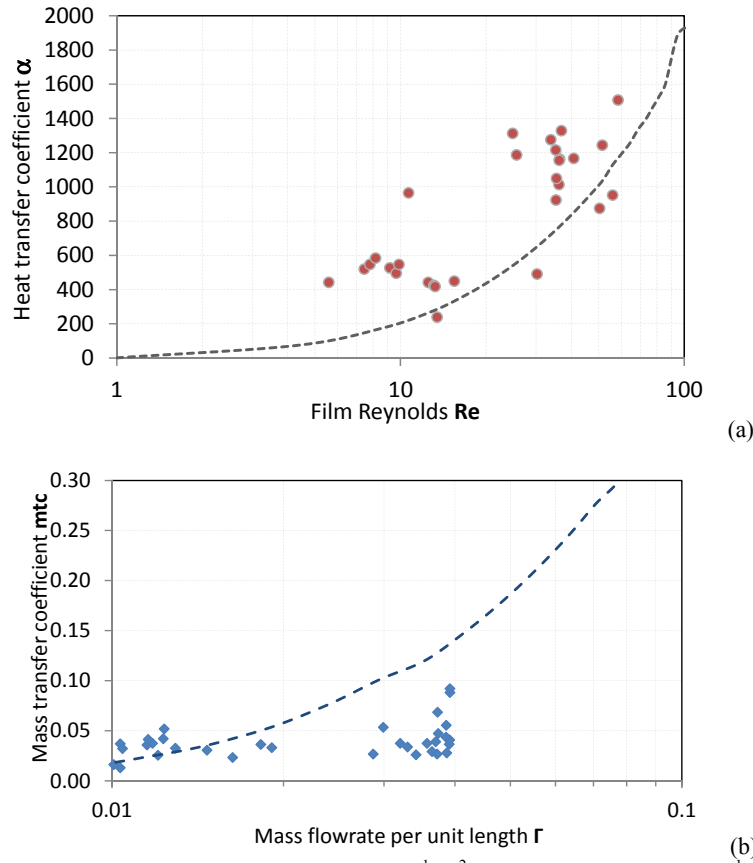 2000
1800
1600
1400
1200
1000
800
600
400
200
0
Heat transfer coefficient α
1 10 100
Film Reynolds Re
(a)
0.30
0.25
0.20
0.15
0.10
0.05
0.00
Mass transfer coefficient mtc
0.01 0.1
Mass flowrate per unit length Γ
(b)